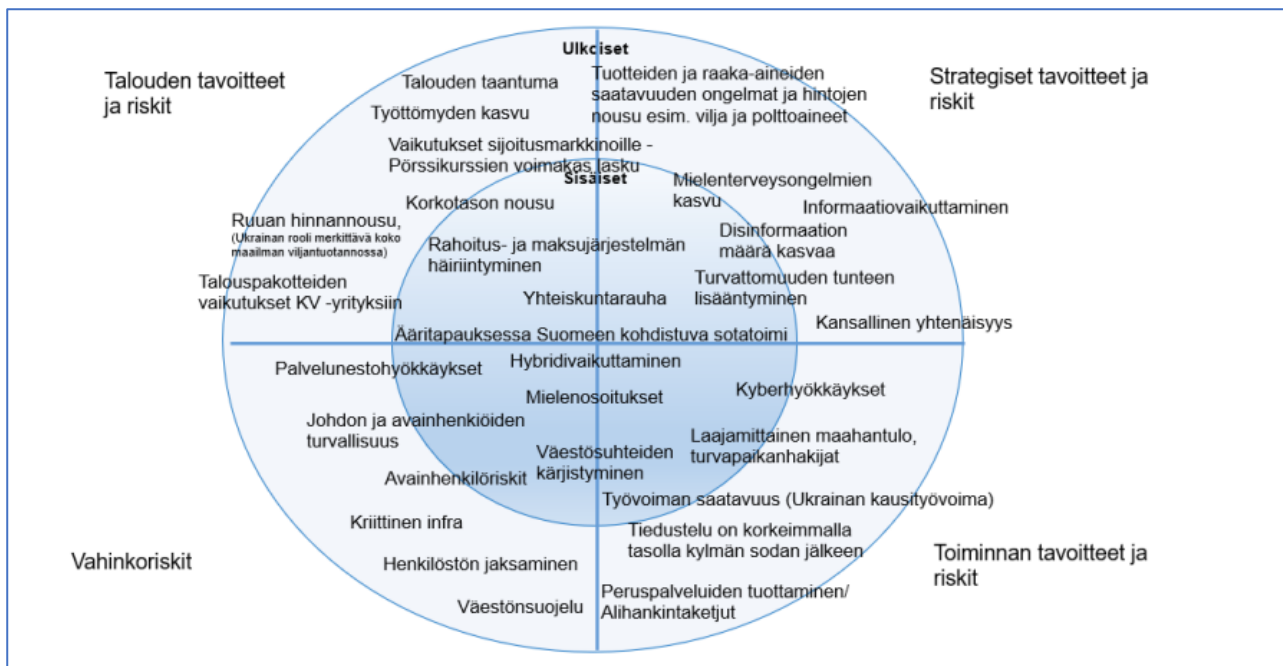 Ulkoiset
Talouden tavoitteet
ja riskit
Talouden taantuma
Työttömyden kasvu
Vaikutukset sijoitusmarkkinoille -
Pörssikurssien voimakas lasku
Tuotteiden ja raaka-aineiden
saatavuuden ongelmat ja hintojen
nousu esim. vilja ja polttoaineet
Strategiset tavoitteet ja
riskit
Sisäiset
Korkotason nousu
Ruuan hinnannousu,
(Ukrainan rooli merkittävä koko
maailman viljantuotannossa)
Rahoitus- ja maksujärjestelmän
häiriintyminen
Talouspakotteiden
vaikutukset KV -yrityksiin
Mielenterveysongelmien
kasvu
Informaatiovaikuttaminen
Disinformaation
määrä kasvaa
Turvattomuuden tunteen
lisääntyminen
Yhteiskuntarauha
Kansallinen yhtenäisyys
Ääritapauksessa Suomeen kohdistuva sotatoimi
Palvelunestohyökkäykset
Hybridivaikuttaminen
Mielenosoitukset
Kyberhyökkäykset
Johdon ja avainhenkiöiden
turvallisuus
Väestösuhteiden
kärjistyminen
Laajamittainen maahantulo,
turvapaikanhakijat
Avainhenkilöriskit
Työvoiman saatavuus (Ukrainan kausityövoima)
Kriittinen infra
Tiedustelu on korkeimmalla
tasolla kylmän sodan jälkeen
Vahinkoriskit
Henkilöstön jaksaminen
Toiminnan tavoitteet ja
riskit
Väestönsuojelu
Peruspalveluiden tuottaminen/
Alihankintaketjut